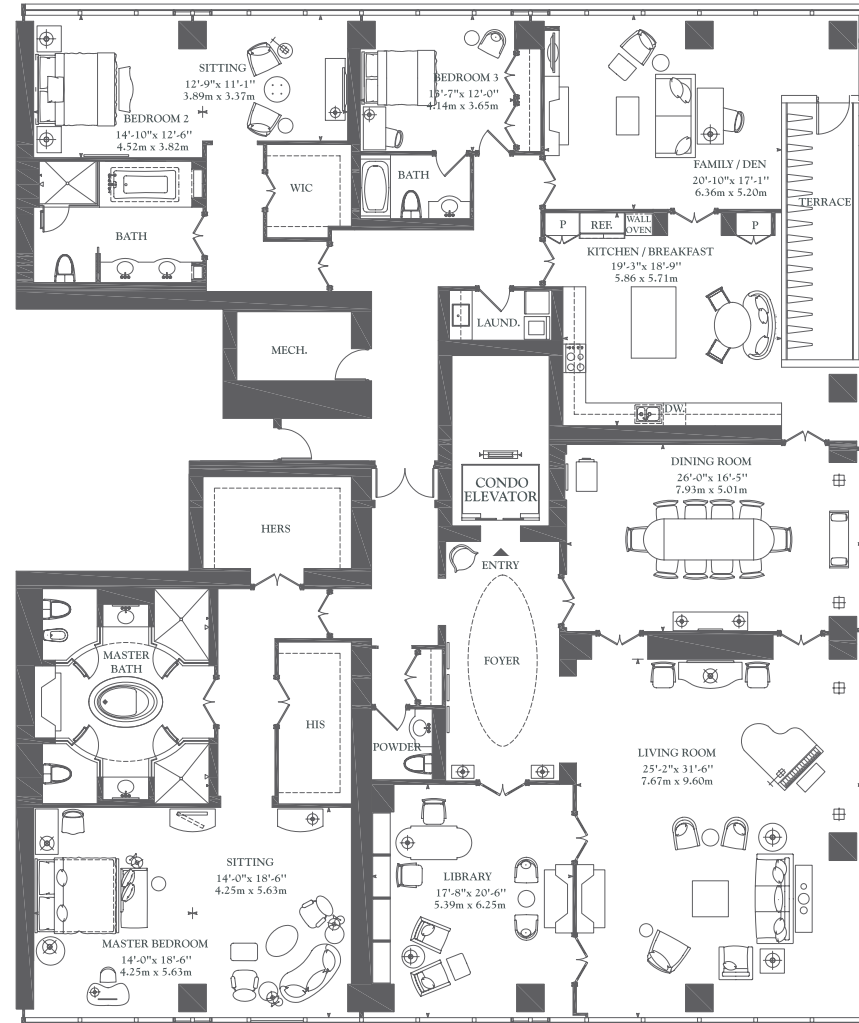 SITTING
12'-9"x 11'-1"
3.89m x 3.37m
BEDROOM 2
14'-10"x 12'-6"
4.52m x 3.82m
BEDROOM 3
13'-7"x 12'-0"
4.14m x 3.65m
FAMILY / DEN
20'-10"x 17'-1"
6.36m x 5.20m
TERRACE
WIC
BATH
BATH
P
REF.
WALL
OVEN
P
KITCHEN / BREAKFAST
19'-3"x 18'-9"
5.86 x 5.71m
LAUND.
MECH.
DW.
DINING ROOM
26'-0"x 16'-5"
7.93m x 5.01m
CONDO
ELEVATOR
HERS
ENTRY
MASTER
BATH
FOYER
HIS
POWDER
LIVING ROOM
25'-2"x 31'-6"
7.67m x 9.60m
SITTING
14'-0"x 18'-6"
4.25m x 5.63m
LIBRARY
17'-8"x 20'-6"
5.39m x 6.25m
MASTER BEDROOM
14'-0"x 18'-6"
4.25m x 5.63m